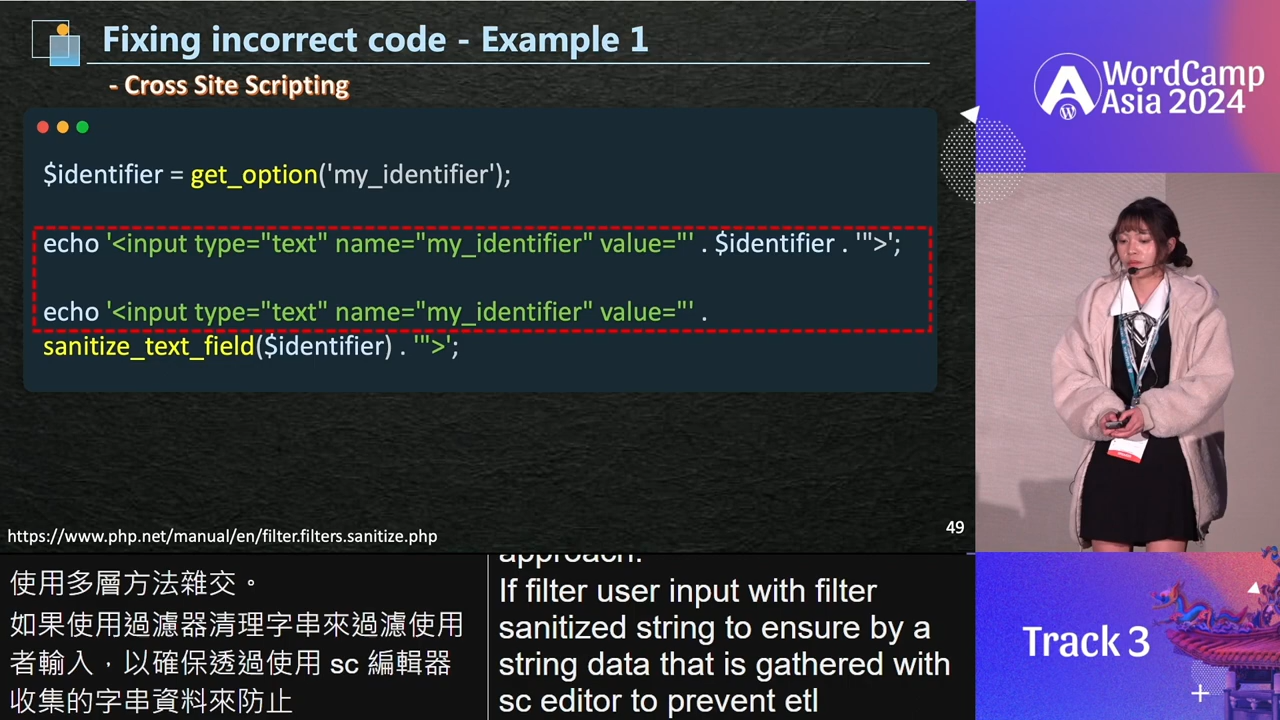 Fixing incorrect code - Example 1
- Cross Site Scripting
$identifier = get_option('my_identifier');
echo '<input type="text" name="my_identifier" value="' . $identifier . '">';
echo '<input type="text" name="my_identifier" value="' .
sanitize_text_field($identifier) . '">';
https://www.php.net/manual/en/filter.filters.sanitize.php
49
WordCamp
Asia 2024
使用多層方法雜交。
如果使用過濾器清理字串來過濾使用
者輸入，以確保透過使用 sc 編輯器
收集的字串資料來防止
approach.
If filter user input with filter
sanitized string to ensure by a
string data that is gathered with
sc editor to prevent etl
Track 3